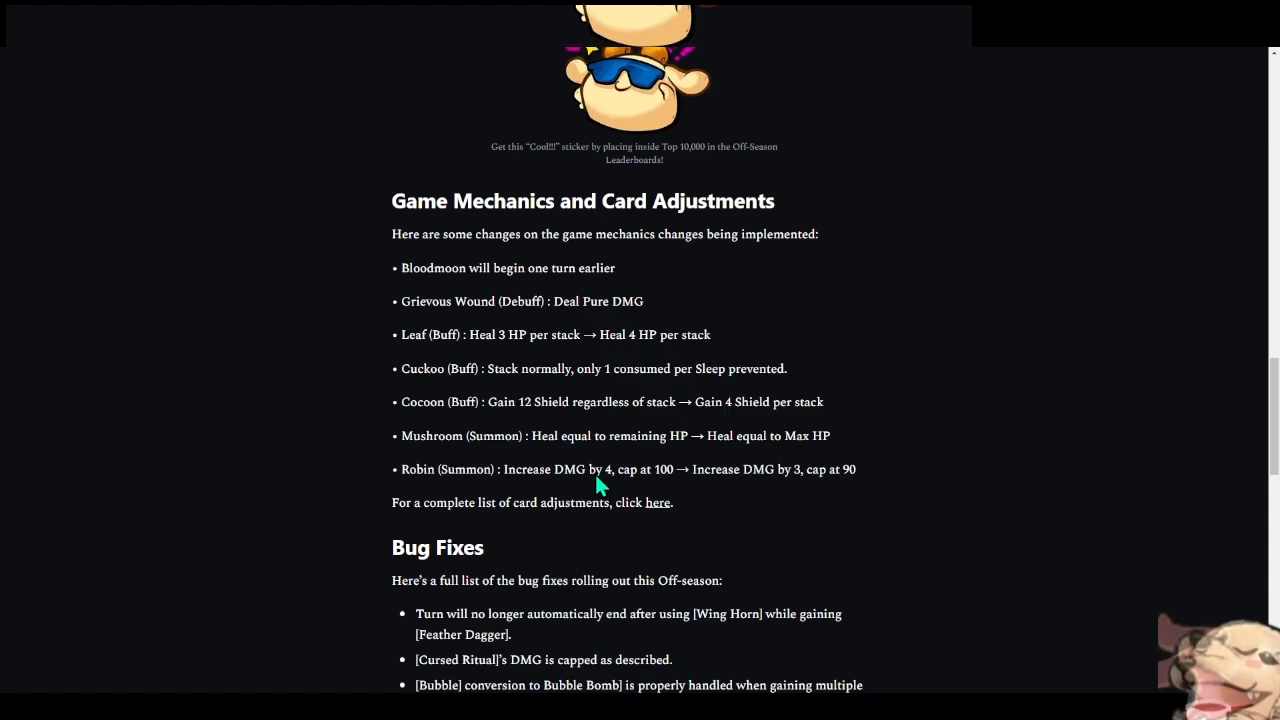 Get this “Cool!!!” sticker by placing inside Top 10,000 in the Off-Season
Leaderboards!
Game Mechanics and Card Adjustments
Here are some changes on the game mechanics changes being implemented:
• Bloodmoon will begin one turn earlier
• Grievous Wound (Debuff) : Deal Pure DMG
• Leaf (Buff) : Heal 3 HP per stack → Heal 4 HP per stack
• Cuckoo (Buff) : Stack normally, only 1 consumed per Sleep prevented.
• Cocoon (Buff) : Gain 12 Shield regardless of stack → Gain 4 Shield per stack
• Mushroom (Summon) : Heal equal to remaining HP → Heal equal to Max HP
• Robin (Summon) : Increase DMG by 4, cap at 100 → Increase DMG by 3, cap at 90
For a complete list of card adjustments, click here.
Bug Fixes
Here’s a full list of the bug fixes rolling out this Off-season:
• Turn will no longer automatically end after using [Wing Horn] while gaining
[Feather Dagger].
• [Cursed Ritual]’s DMG is capped as described.
• [Bubble] conversion to Bubble Bomb] is properly handled when gaining multiple